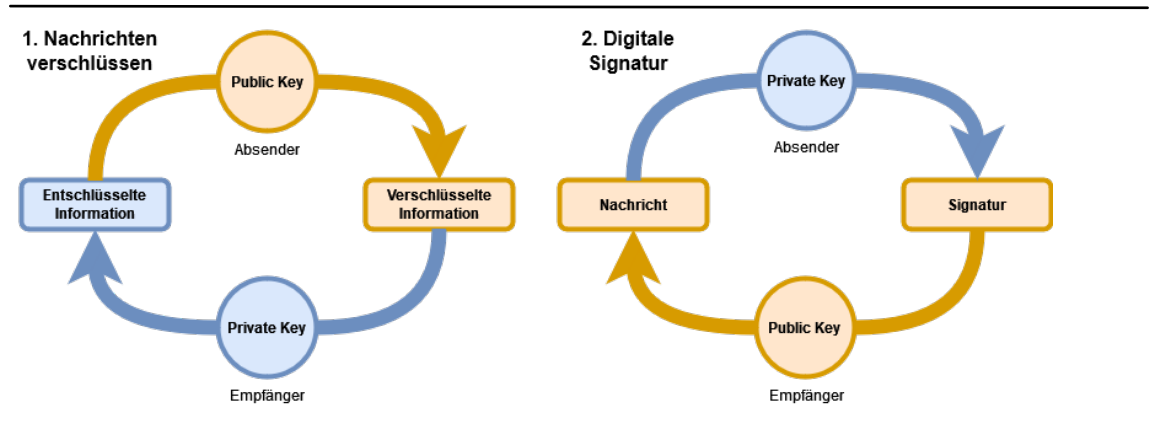 1. Nachrichten
verschlüssen
Public Key
Absender
Entschlüsselte
Information
Verschlüsselte
Information
Private Key
Empfänger
2. Digitale
Signatur
Private Key
Absender
Nachricht
Signatur
Public Key
Empfänger